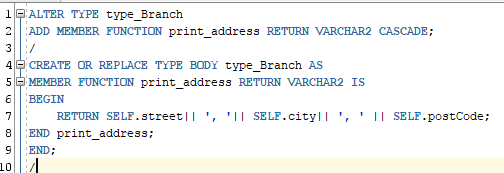 1 ALTER TYPE type_Branch
2 ADD MEMBER FUNCTION print_address RETURN VARCHAR2 CASCADE;
3 /
4 CREATE OR REPLACE TYPE BODY type_Branch AS
5 MEMBER FUNCTION print_address RETURN VARCHAR2 IS
6 BEGIN
7 RETURN SELF.street|| ', '|| SELF.city|| ', ' || SELF.postCode;
8 END print_address;
9 END;
10 /